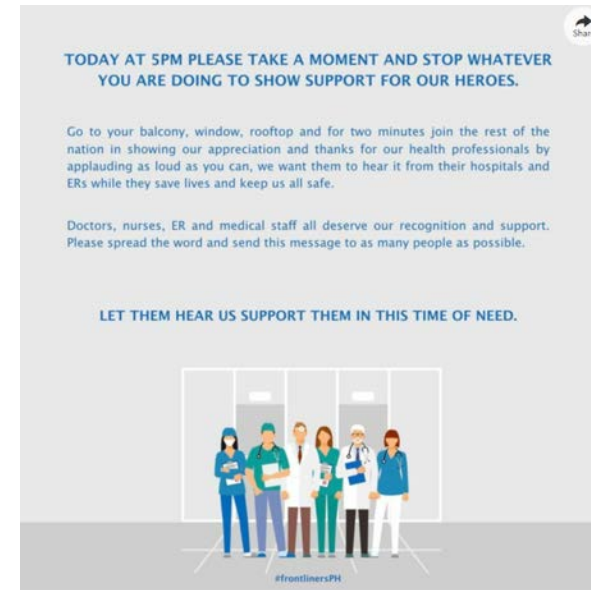 Shar
TODAY AT 5PM PLEASE TAKE A MOMENT AND STOP WHATEVER
YOU ARE DOING TO SHOW SUPPORT FOR OUR HEROES.
Go to your balcony, window, rooftop and for two minutes join the rest of the
nation in showing our appreciation and thanks for our health professionals by
applauding as loud as you can, we want them to hear it from their hospitals and
ERs while they save lives and keep us all safe.
Doctors, nurses, ER and medical staff all deserve our recognition and support.
Please spread the word and send this message to as many people as possible.
LET THEM HEAR US SUPPORT THEM IN THIS TIME OF NEED.
#frontlinersPH